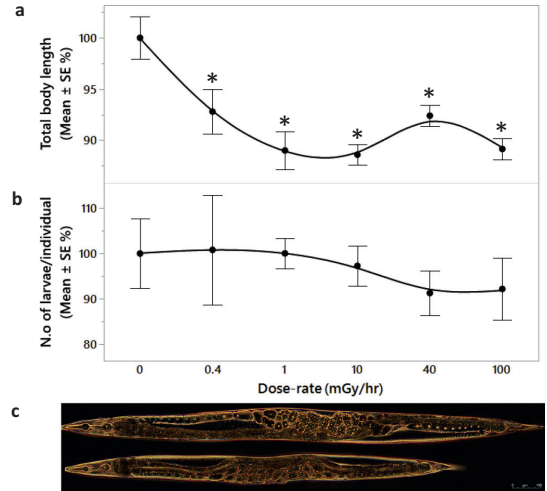 a
Total body length
(Mean ± SE %)
100
95
90
*
*
*
*
*
b
N.o of larvae/individual
(Mean ± SE %)
110
100
90
80
0
0.4
1
10
40
100
Dose-rate (mGy/hr)
c